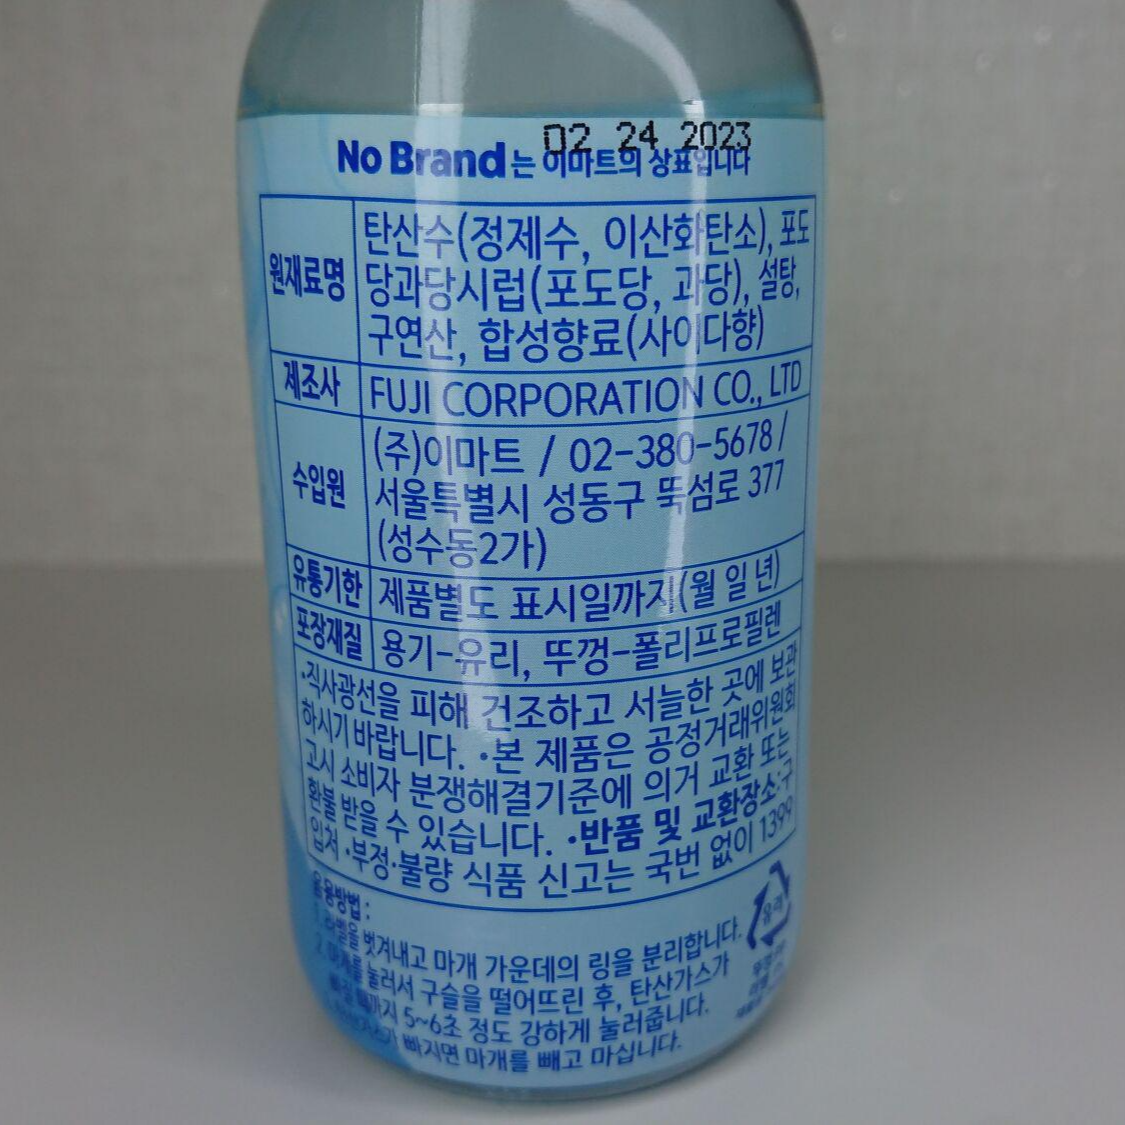 02 24 2023
No Brand는 이마트의 상표입니다
원재료명
탄산수(정제수, 이산화탄소), 포도
당과당시럽(포도당, 과당), 설탕,
구연산, 합성향료(사이다향)
제조사
FUJI CORPORATION CO., LTD
수입원
(주)이마트 / 02-380-5678 /
서울특별시 성동구 뚝섬로 377
(성수동2가)
유통기한
제품별도 표시일까지(월 일 년)
포장재질
용기-유리, 뚜껑-폴리프로필렌
·직사광선을 피해 건조하고 서늘한 곳에 보관
하시기 바랍니다. ·본 제품은 공정거래위원회
고시 소비자 분쟁해결기준에 의거 교환 또는
환불 받을 수 있습니다. ·반품 및 교환장소:구
입처 ·부정·불량 식품 신고는 국번 없이 1399
음용방법 :
벗겨내고 마개 가운데의 링을 분리합니다.
2. 마개를 눌러서 구슬을 떨어뜨린 후, 탄산가스가
5~6초 정도 강하게 눌러줍니다.
빠지면 마개를 빼고 마십니다.
유리